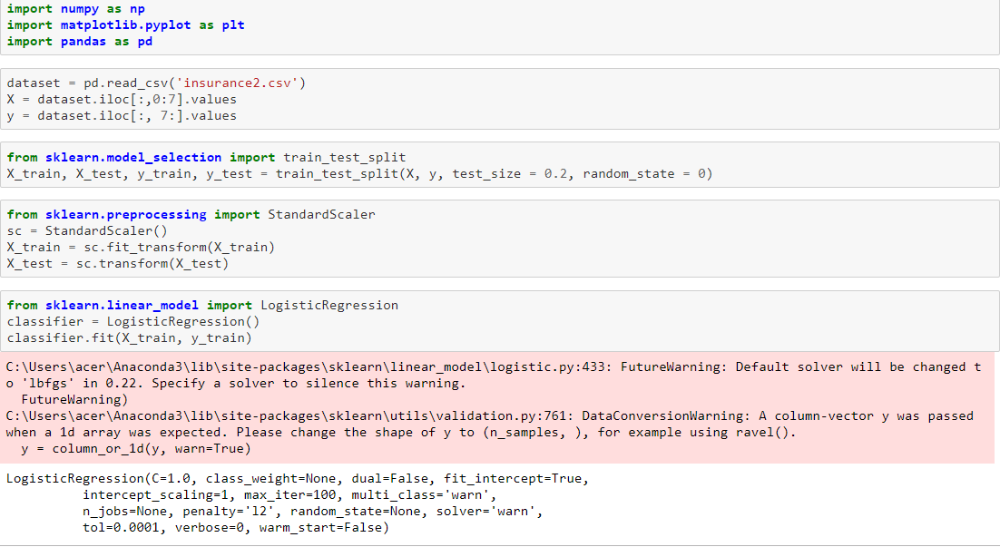 import numpy as np
import matplotlib.pyplot as plt
import pandas as pd
dataset = pd.read_csv('insurance2.csv')
X = dataset.iloc[:,0:7].values
y = dataset.iloc[:, 7:].values
from sklearn.model_selection import train_test_split
X_train, X_test, y_train, y_test = train_test_split(X, y, test_size = 0.2, random_state = 0)
from sklearn.preprocessing import StandardScaler
sc = StandardScaler()
X_train = sc.fit_transform(X_train)
X_test = sc.transform(X_test)
from sklearn.linear_model import LogisticRegression
classifier = LogisticRegression()
classifier.fit(X_train, y_train)
C:\Users\acer\Anaconda3\lib\site-packages\sklearn\linear_model\logistic.py:433: FutureWarning: Default solver will be changed t
o 'lbfgs' in 0.22. Specify a solver to silence this warning.
  FutureWarning)
C:\Users\acer\Anaconda3\lib\site-packages\sklearn\utils\validation.py:761: DataConversionWarning: A column-vector y was passed
when a 1d array was expected. Please change the shape of y to (n_samples, ), for example using ravel().
  y = column_or_1d(y, warn=True)
LogisticRegression(C=1.0, class_weight=None, dual=False, fit_intercept=True,
          intercept_scaling=1, max_iter=100, multi_class='warn',
          n_jobs=None, penalty='l2', random_state=None, solver='warn',
          tol=0.0001, verbose=0, warm_start=False)